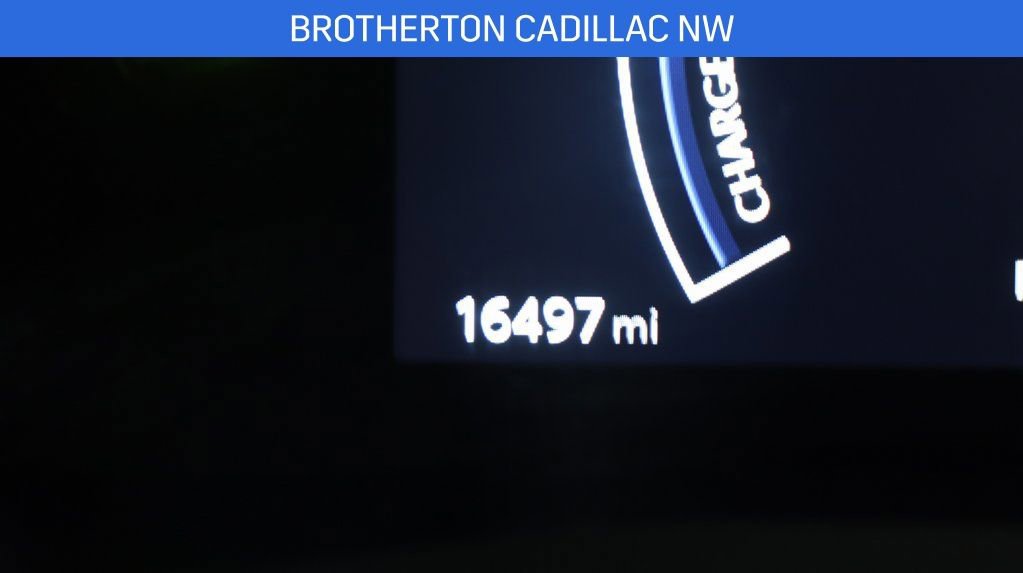 BROTHERTON CADILLAC NW
CHARGE
16497 mi